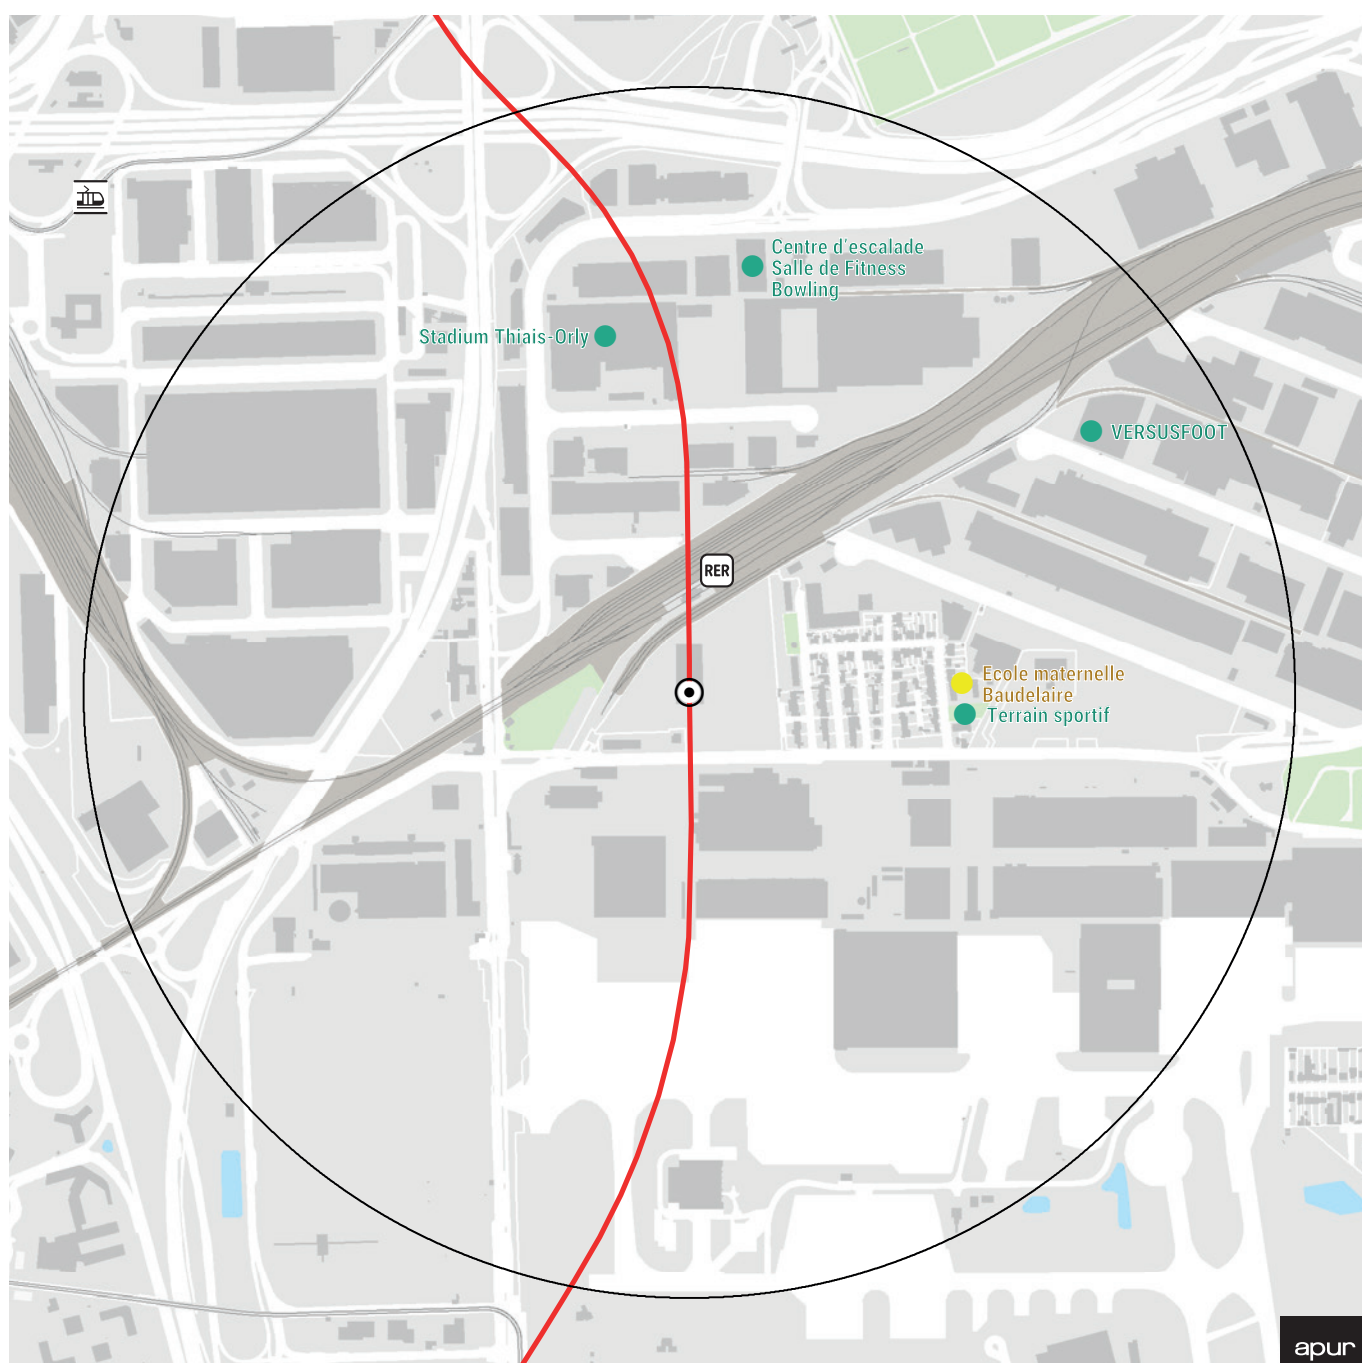 Centre d'escalade
Salle de Fitness
Bowling
Stadium Thiais-Orly
VERSUSFOOT
RER
Ecole maternelle
Baudelaire
Terrain sportif
apur